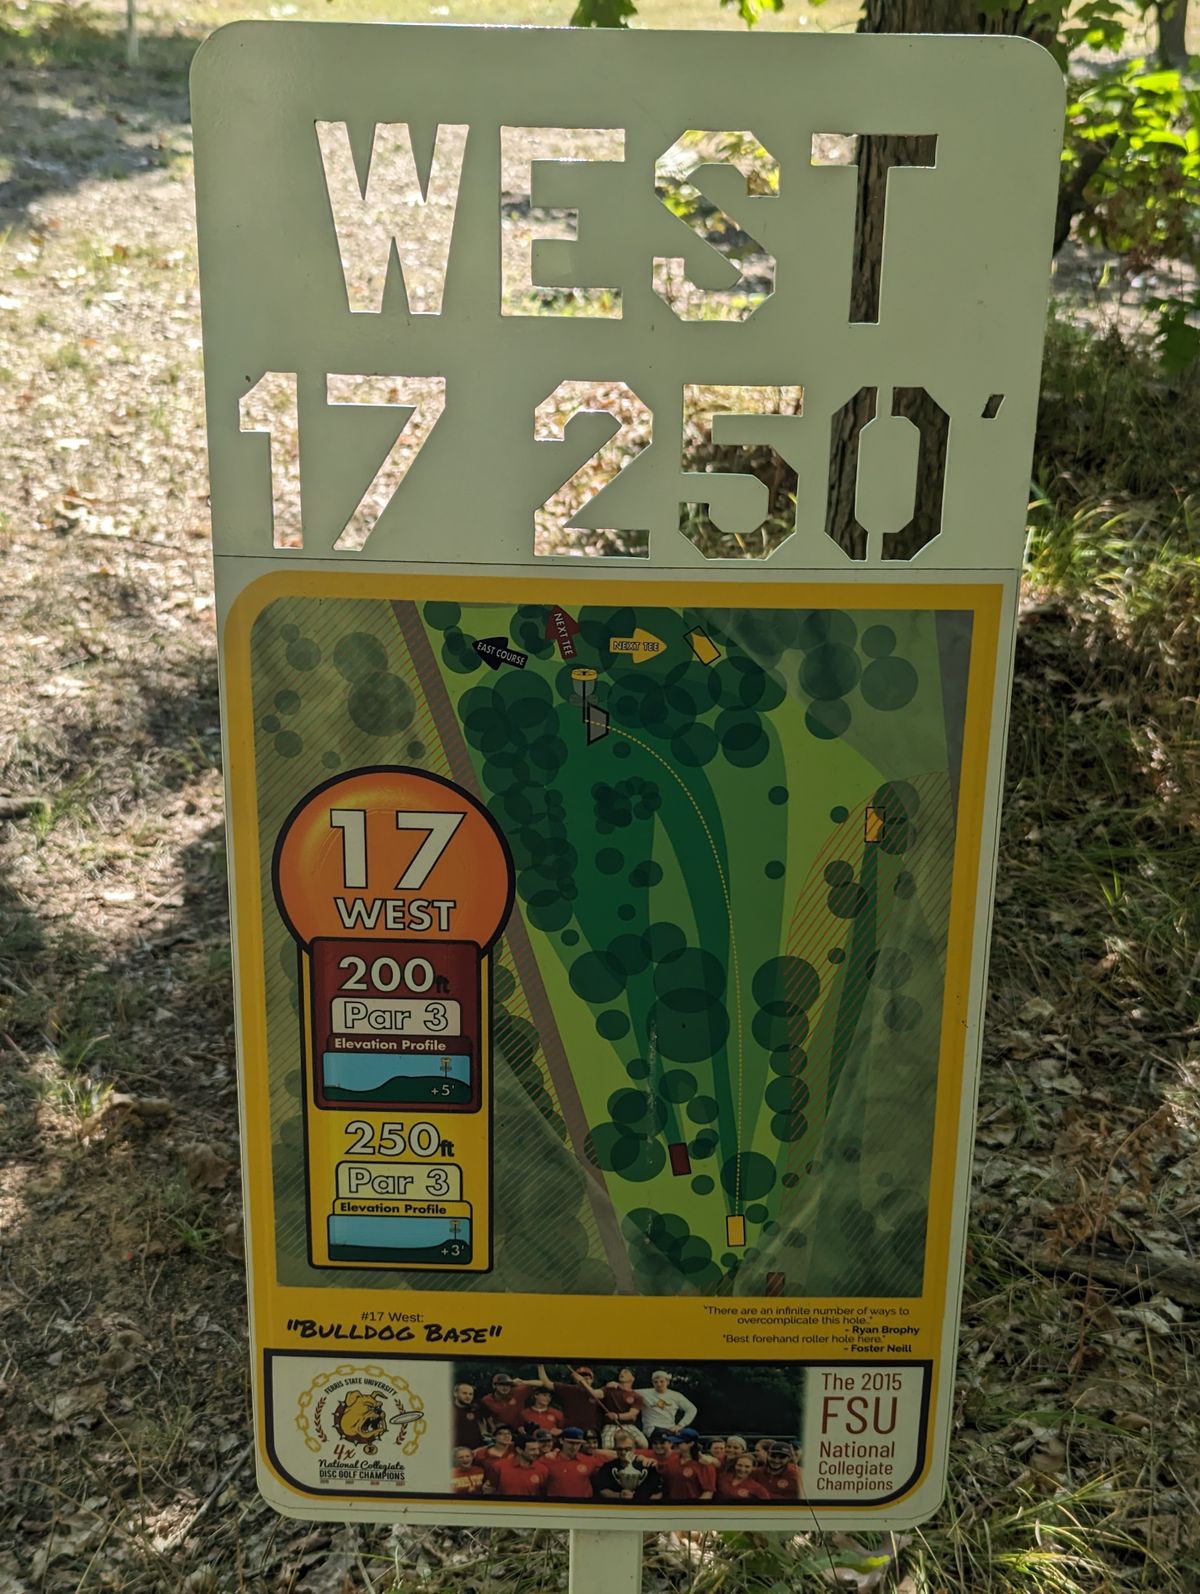 WEST
17 250'
EAST COURSE
NEXT TEE
NEXT TEE
17
WEST
200ft
Par 3
Elevation Profile
+5'
250ft
Par 3
Elevation Profile
+3'
#17 West:
"BULLDOG BASE"
"There are an infinite number of ways to
overcomplicate this hole."
- Ryan Brophy
"Best forehand roller hole here."
- Foster Neill
FERRIS STATE UNIVERSITY
4x
National Collegiate
DISC GOLF CHAMPIONS
The 2015
FSU
National
Collegiate
Champions